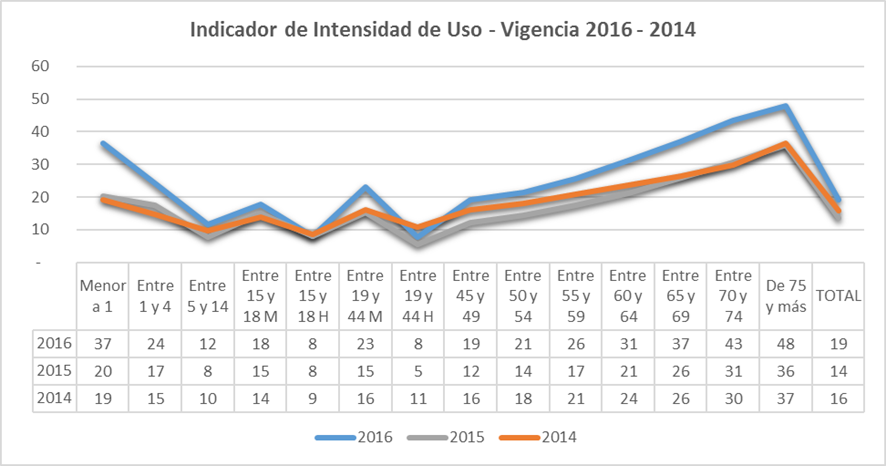 Indicador de Intensidad de Uso - Vigencia 2016 - 2014
60
50
40
30
20
10
-
Menor a 1 Entre 1 y 4 Entre 5 y 14 Entre 15 y 18 M Entre 15 y 18 H Entre 19 y 44 M Entre 19 y 44 H Entre 45 y 49 Entre 50 y 54 Entre 55 y 59 Entre 60 y 64 Entre 65 y 69 Entre 70 y 74 De 75 y más TOTAL
2016 37 24 12 18 8 23 8 19 21 26 31 37 43 48 19
2015 20 17 8 15 8 15 5 12 14 17 21 26 31 36 14
2014 19 15 10 14 9 16 11 16 18 21 24 26 30 37 16
2016 2015 2014